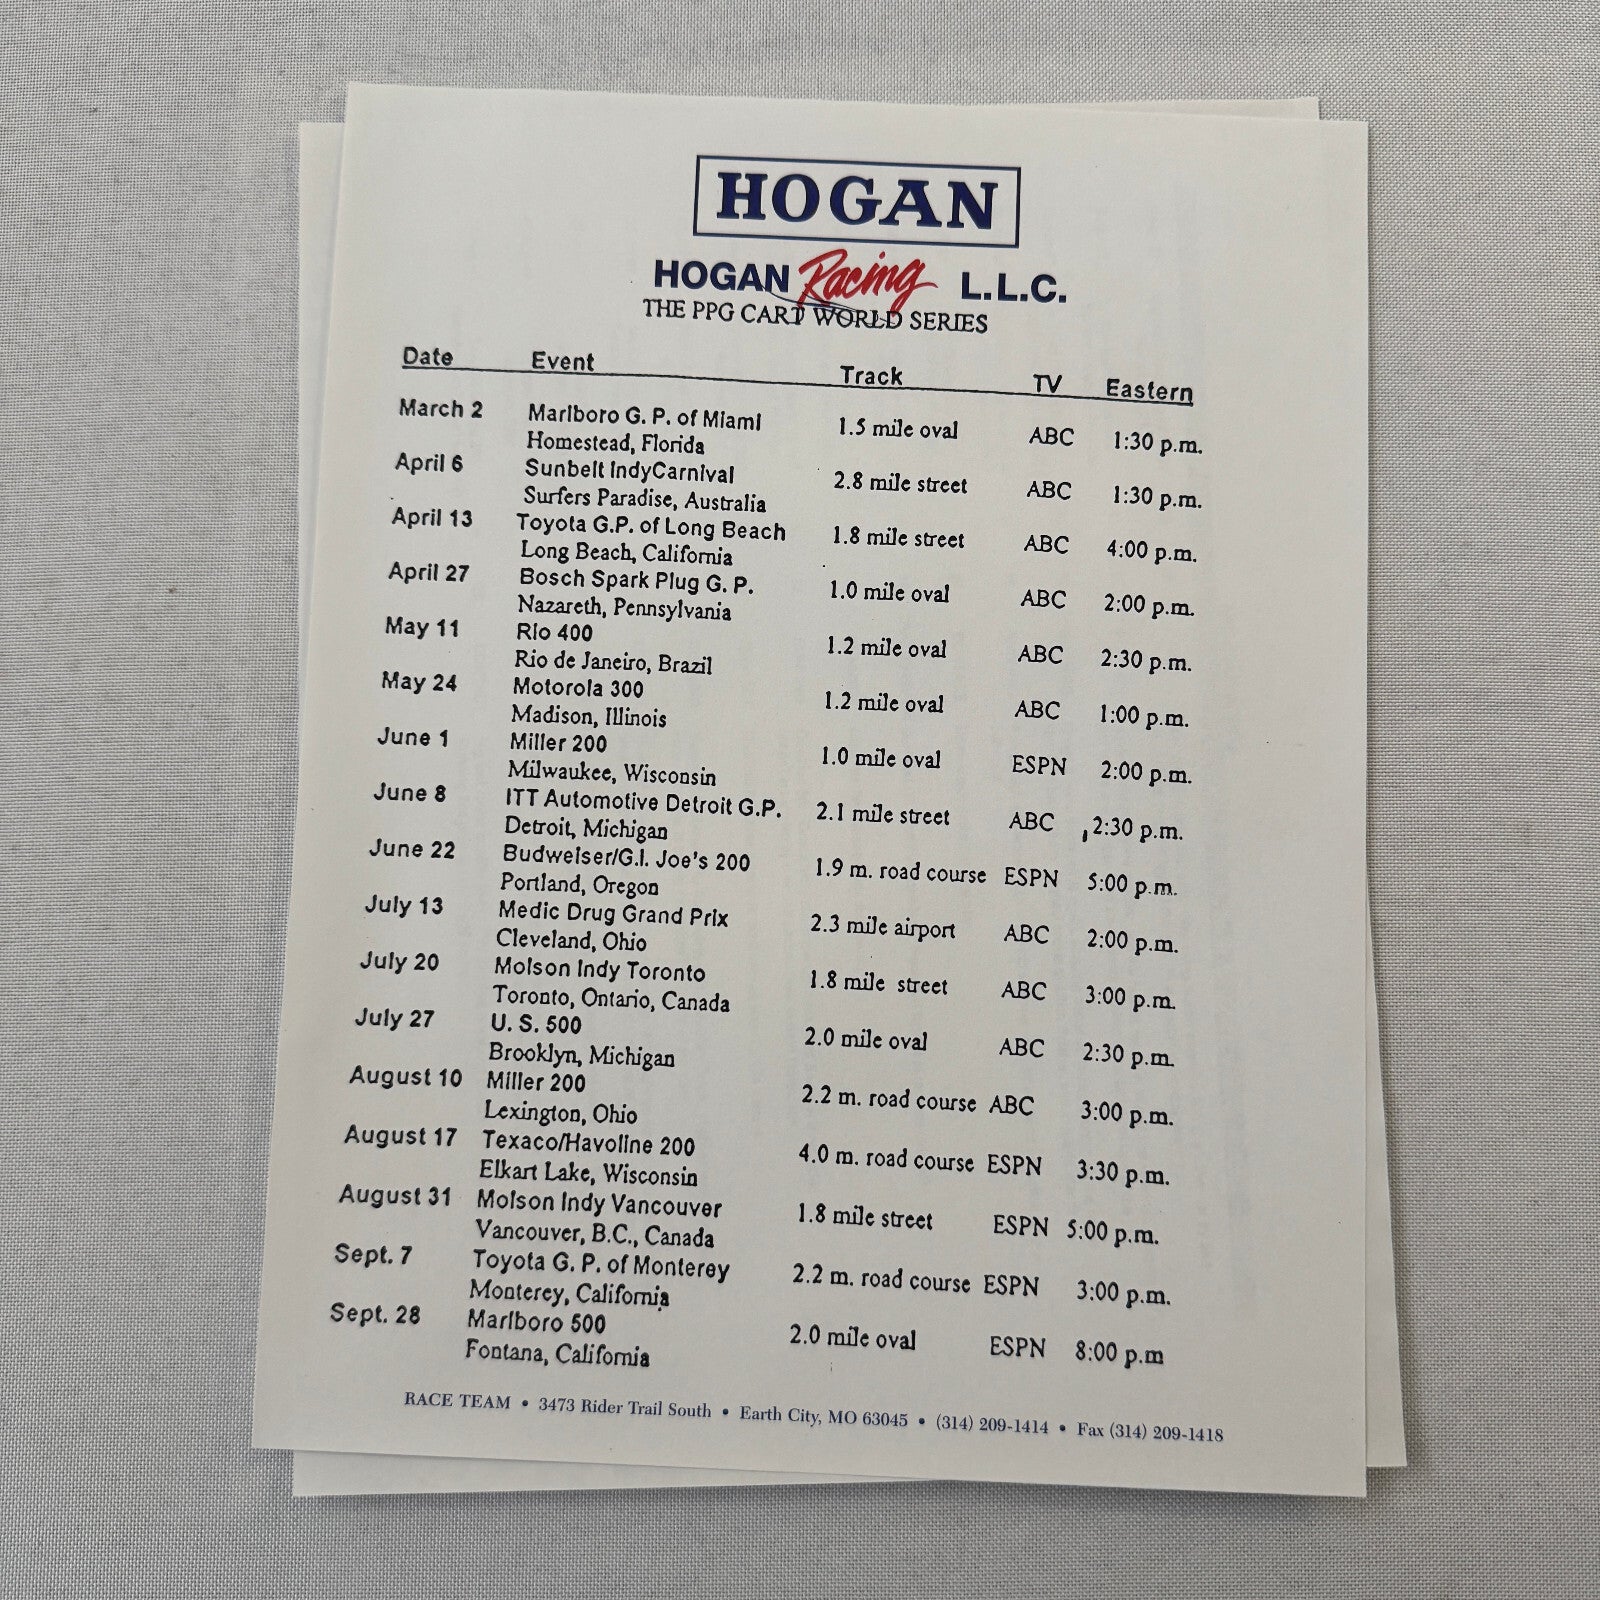 HOGAN
HOGAN Racing L.L.C.
THE PPG CART WORLD SERIES
Date Event Track TV Eastern
March 2 Marlboro G. P. of Miami 1.5 mile oval ABC 1:30 p.m.
Homestead, Florida
April 6 Sunbelt IndyCarnival 2.8 mile street ABC 1:30 p.m.
Surfers Paradise, Australia
April 13 Toyota G.P. of Long Beach 1.8 mile street ABC 4:00 p.m.
Long Beach, California
April 27 Bosch Spark Plug G. P. 1.0 mile oval ABC 2:00 p.m.
Nazareth, Pennsylvania
May 11 Rio 400 1.2 mile oval ABC 2:30 p.m.
Rio de Janeiro, Brazil
May 24 Motorola 300 1.2 mile oval ABC 1:00 p.m.
Madison, Illinois
June 1 Miller 200 1.0 mile oval ESPN 2:00 p.m.
Milwaukee, Wisconsin
June 8 ITT Automotive Detroit G.P. 2.1 mile street ABC 2:30 p.m.
Detroit, Michigan
June 22 Budweiser/G.I. Joe's 200 1.9 m. road course ESPN 5:00 p.m.
Portland, Oregon
July 13 Medic Drug Grand Prix 2.3 mile airport ABC 2:00 p.m.
Cleveland, Ohio
July 20 Molson Indy Toronto 1.8 mile street ABC 3:00 p.m.
Toronto, Ontario, Canada
July 27 U. S. 500 2.0 mile oval ABC 2:30 p.m.
Brooklyn, Michigan
August 10 Miller 200 2.2 m. road course ABC 3:00 p.m.
Lexington, Ohio
August 17 Texaco/Havoline 200 4.0 m. road course ESPN 3:30 p.m.
Elkart Lake, Wisconsin
August 31 Molson Indy Vancouver 1.8 mile street ESPN 5:00 p.m.
Vancouver, B.C., Canada
Sept. 7 Toyota G. P. of Monterey 2.2 m. road course ESPN 3:00 p.m.
Monterey, California
Sept. 28 Marlboro 500 2.0 mile oval ESPN 8:00 p.m
Fontana, California
RACE TEAM • 3473 Rider Trail South • Earth City, MO 63045 • (314) 209-1414 • Fax (314) 209-1418